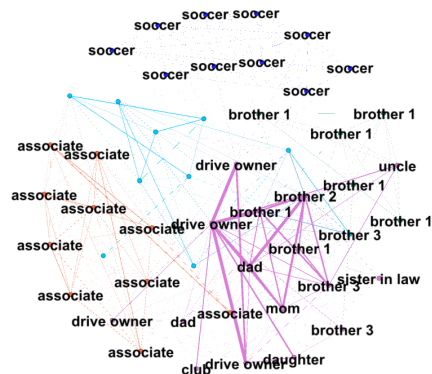 soccer
soccer
soccer
soccer
soccer
soccer
soccer
soccer
soccer
soccer
brother 1
brother 1
brother 1
associate
associate
drive owner
uncle
brother 1
associate
brother 2
associate
brother 1
drive owner
brother 1
associate
brother 3
associate
brother 1
dad
sister in law
brother 3
associate
associate
mom
associate
drive owner
dad
brother 3
associate
daughter
drive owner
club